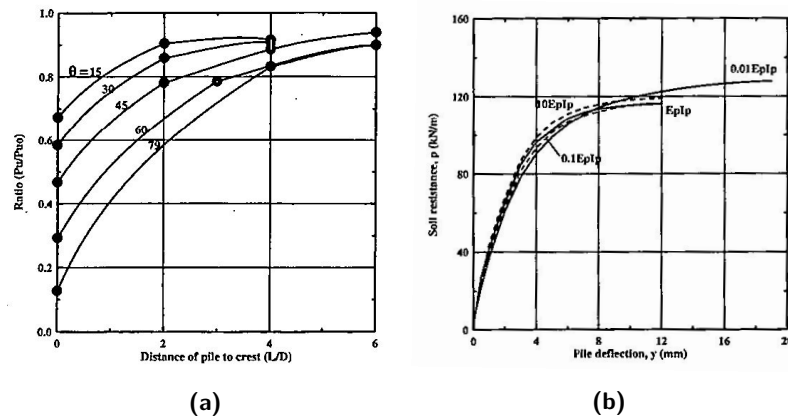 1.0
0.8
0.6
0.4
0.2
0.0
Ratio (Pu/Puo)
θ = 15
30
45
60
79
0 2 4 6
Distance of pile to crest (L/D)
(a)
160
120
80
40
0
Soil resistance, p (kN/m)
0.01EpIp
10EpIp
EpIp
0.1EpIp
0 4 8 12 16 20
Pile deflection, y (mm)
(b)